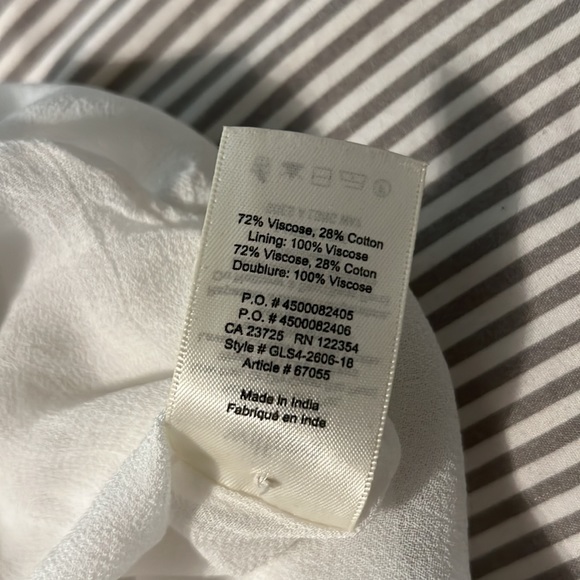 72% Viscose, 28% Cotton
Lining: 100% Viscose
72% Viscose, 28% Coton
Doublure: 100% Viscose
P.O. # 4500082405
P.O. # 4500082406
CA 23725 RN 122354
Style # GLS4-2606-18
Article # 67055
Made in India
Fabriqué en Inde